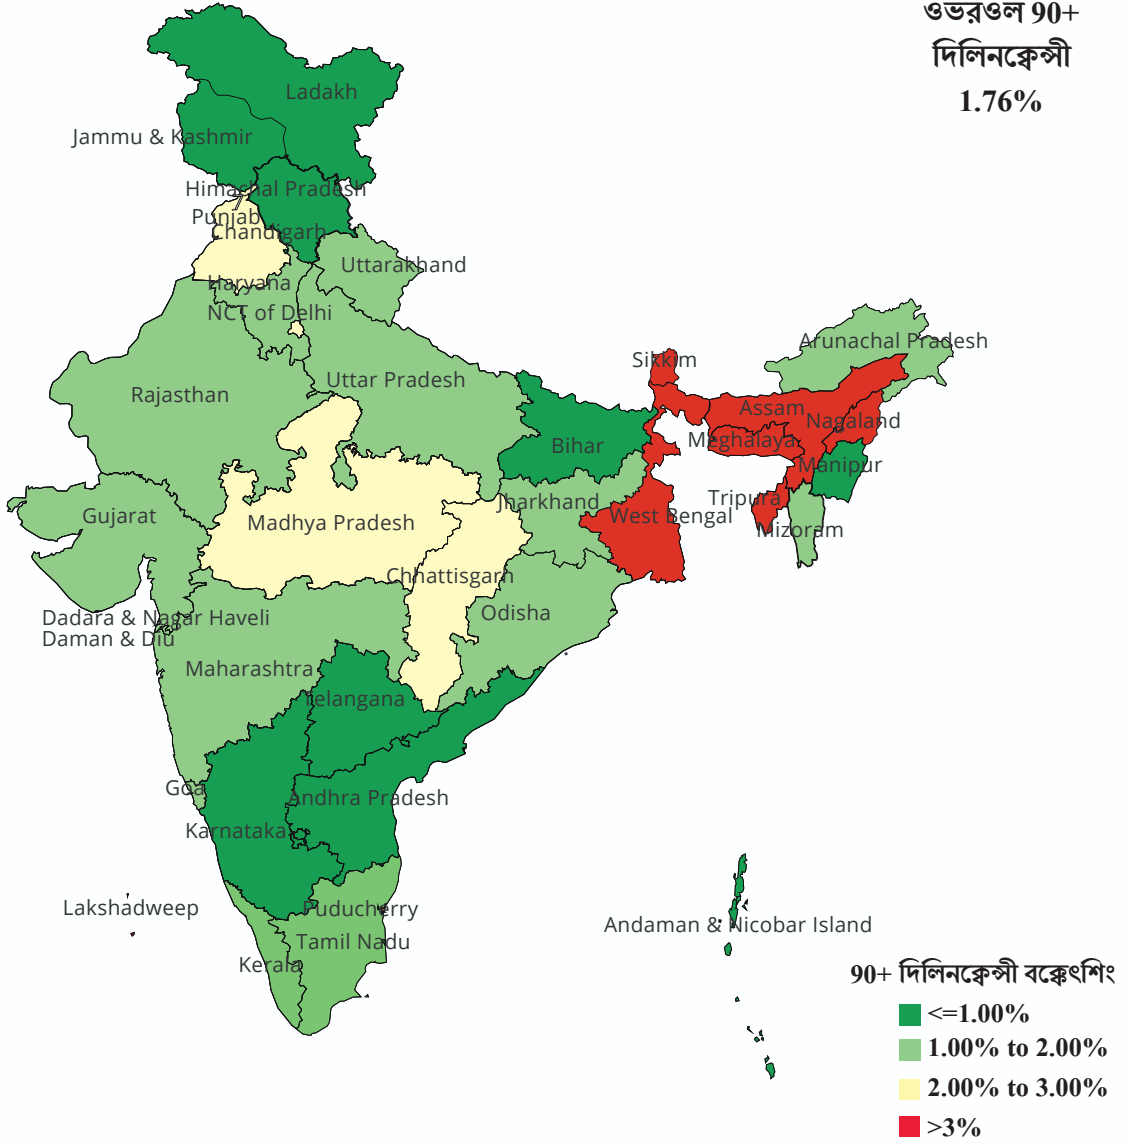 ওভরওল 90+
দিলিনক্বেন্সী
1.76%
Ladakh
Jammu & Kashmir
Himachal Pradesh
Punjab
Chandigarh
Uttarakhand
Haryana
NCT of Delhi
Arunachal Pradesh
Sikkim
Uttar Pradesh
Rajasthan
Assam
Nagaland
Meghalaya
Bihar
Manipur
Jharkhand
Tripura
Gujarat
West Bengal
Madhya Pradesh
Mizoram
Chhattisgarh
Odisha
Dadara & Nagar Haveli
Daman & Diu
Maharashtra
Telangana
Goa
Andhra Pradesh
Karnataka
Lakshadweep
Puducherry
Andaman & Nicobar Island
Tamil Nadu
Kerala
90+ দিলিনক্বেন্সী বক্কেৎশিং
<=1.00%
1.00% to 2.00%
2.00% to 3.00%
>3%